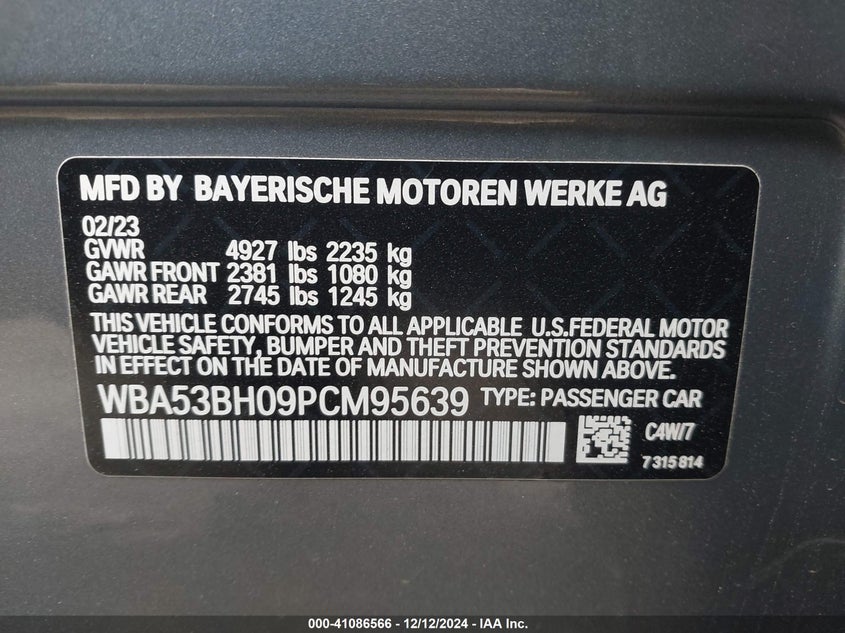 MFD BY BAYERISCHE MOTOREN WERKE AG
02/23
GVWR 4927 lbs 2235 kg
GAWR FRONT 2381 lbs 1080 kg
GAWR REAR 2745 lbs 1245 kg
THIS VEHICLE CONFORMS TO ALL APPLICABLE U.S.FEDERAL MOTOR
VEHICLE SAFETY, BUMPER AND THEFT PREVENTION STANDARDS
IN EFFECT ON THE DATE OF MANUFACTURE SHOWN ABOVE.
WBA53BH09PCM95639 TYPE: PASSENGER CAR
C4W/7
7315814
000-41086566 - 12/12/2024 - IAA Inc.